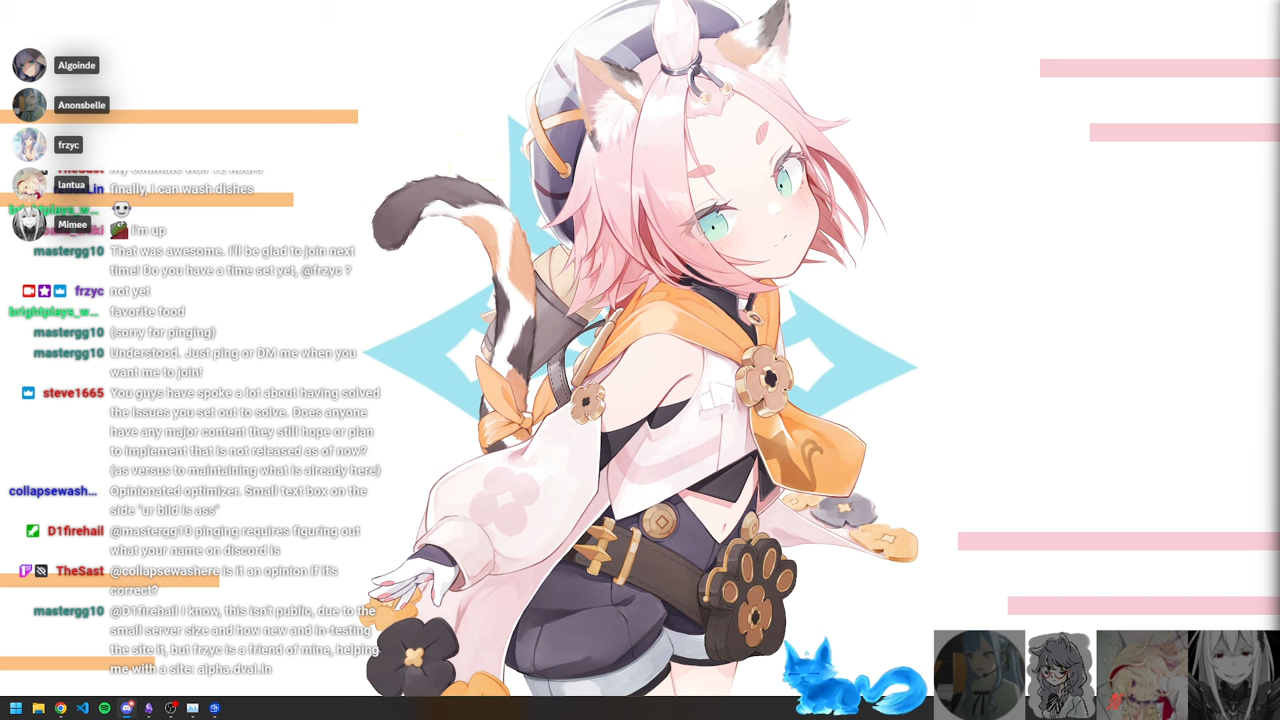 Algoinde
Anonsbelle
frzyc
lantua
Mimee
finally, I can wash dishes
I'm up
mastergg10 That was awesome. I'll be glad to join next
time! Do you have a time set yet, @frzyc ?
frzyc not yet
brightplays_w... favorite food
mastergg10 (sorry for pinging)
mastergg10 Understood. Just ping or DM me when you
want me to join!
steve1665 You guys have spoke a lot about having solved
the issues you set out to solve. Does anyone
have any major content they still hope or plan
to implement that is not released as of now?
(as versus to maintaining what is already here)
collapsewash... Opinionated optimizer. Small text box on the
side "ur bild is ass"
D1firehail @mastergg10 pinging requires figuring out
what your name on discord is
TheSast @collapsewashere is it an opinion if it's
correct?
mastergg10 @D1firehail I know, this isn't public, due to the
small server size and how new and in-testing
the site it, but frzyc is a friend of mine, helping
me with a site: alpha.dval.in